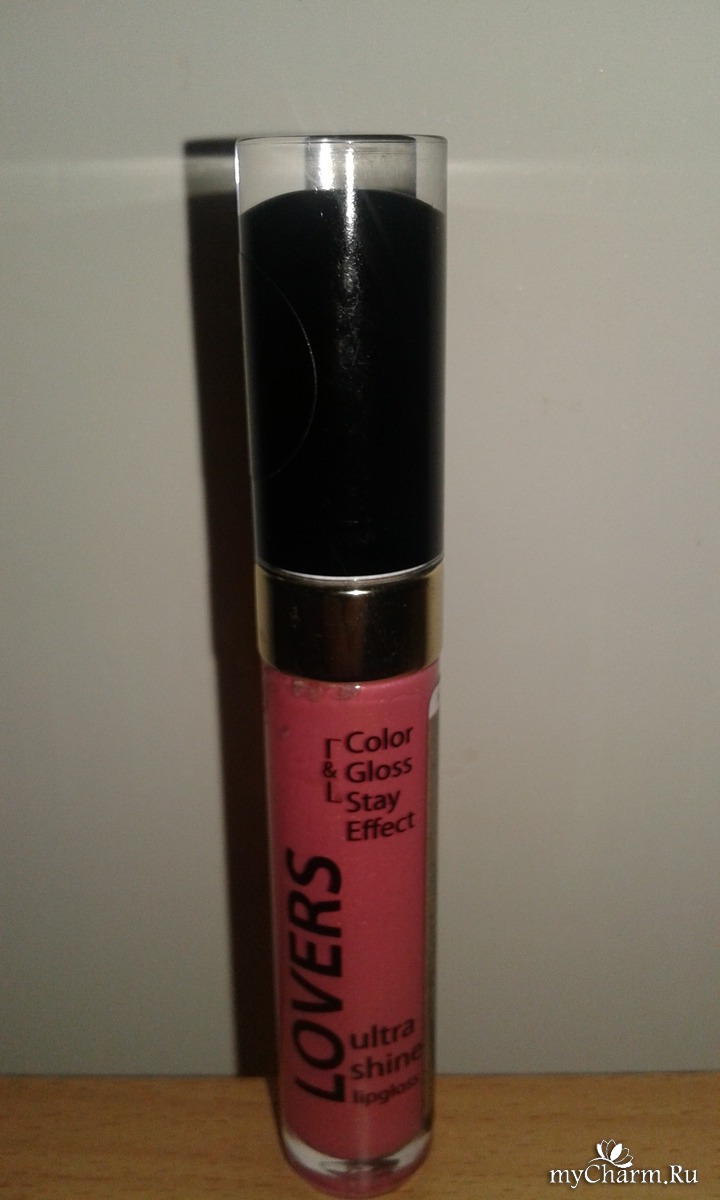 Color
&
Gloss
Stay
Effect
LOVERS
ultra
shine
lipgloss
myCharm.Ru